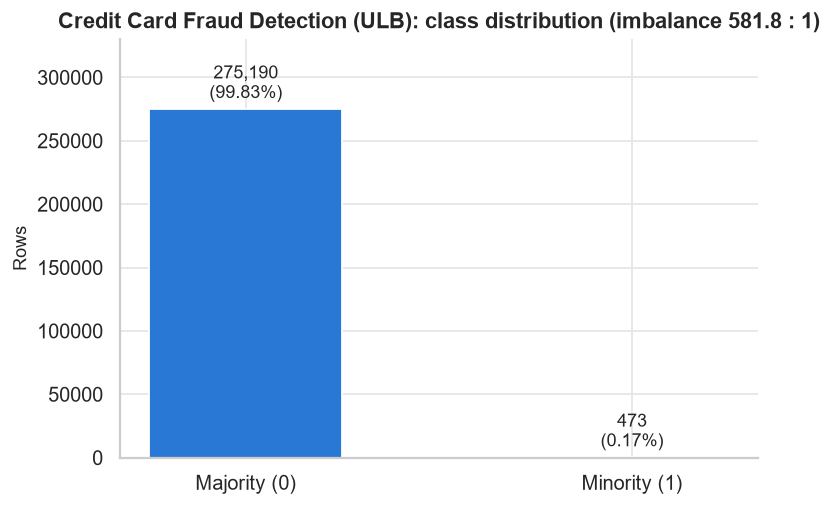 Credit Card Fraud Detection (ULB): class distribution (imbalance 581.8 : 1)
Rows
300000
250000
200000
150000
100000
50000
0
275,190
(99.83%)
473
(0.17%)
Majority (0)
Minority (1)